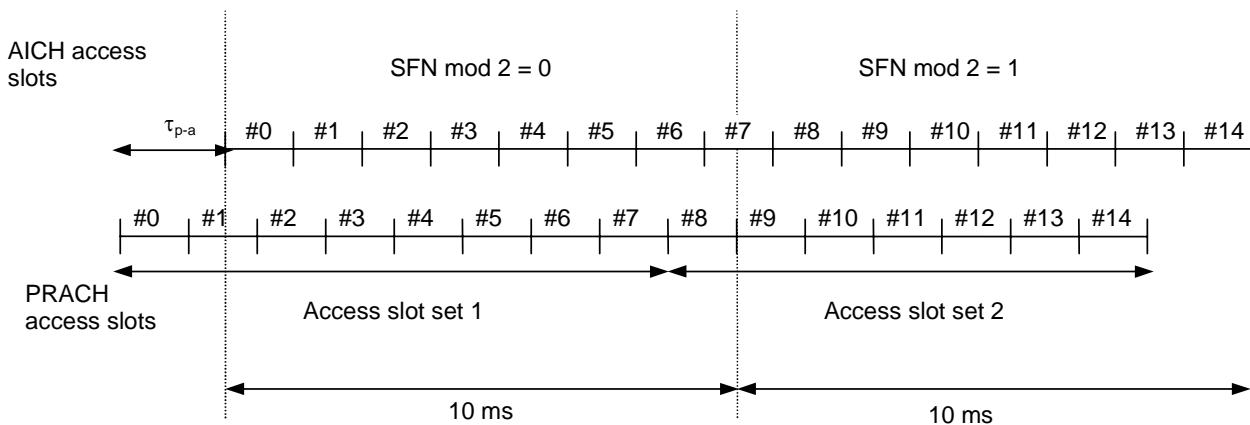 AICH access
slots
SFN mod 2 = 0
SFN mod 2 = 1
τp-a
#0 #1 #2 #3 #4 #5 #6 #7 #8 #9 #10 #11 #12 #13 #14
#0 #1 #2 #3 #4 #5 #6 #7 #8 #9 #10 #11 #12 #13 #14
PRACH
access slots
Access slot set 1
Access slot set 2
10 ms
10 ms